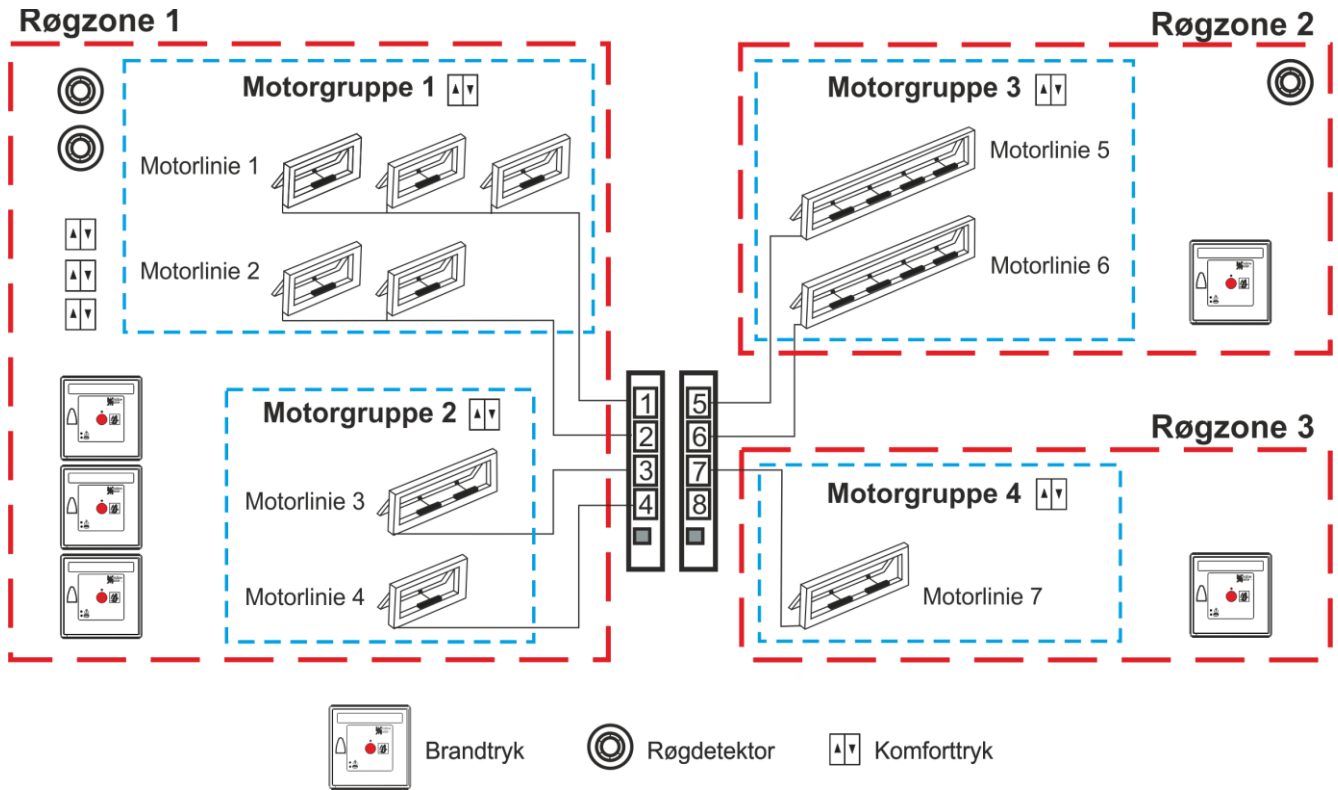 Røgzone 1
Motorgruppe 1
Motorlinie 1
Motorlinie 2
Motorgruppe 2
Motorlinie 3
Motorlinie 4
1
2
3
4
5
6
7
8
Røgzone 2
Motorgruppe 3
Motorlinie 5
Motorlinie 6
Røgzone 3
Motorgruppe 4
Motorlinie 7
Brandtryk
Røgdetektor
Komforttryk